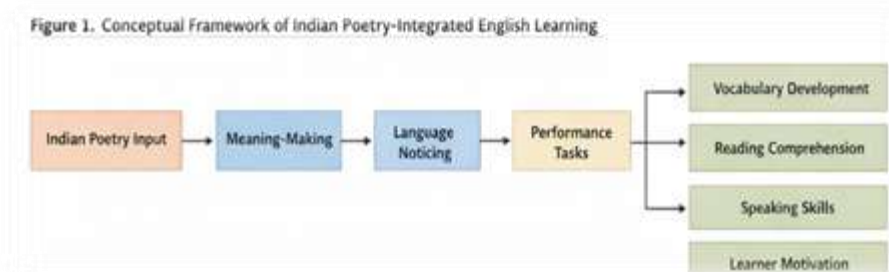 Figure 1. Conceptual Framework of Indian Poetry-Integrated English Learning
Indian Poetry Input
Meaning-Making
Language
Noticing
Performance
Tasks
Vocabulary Development
Reading Comprehension
Speaking Skills
Learner Motivation